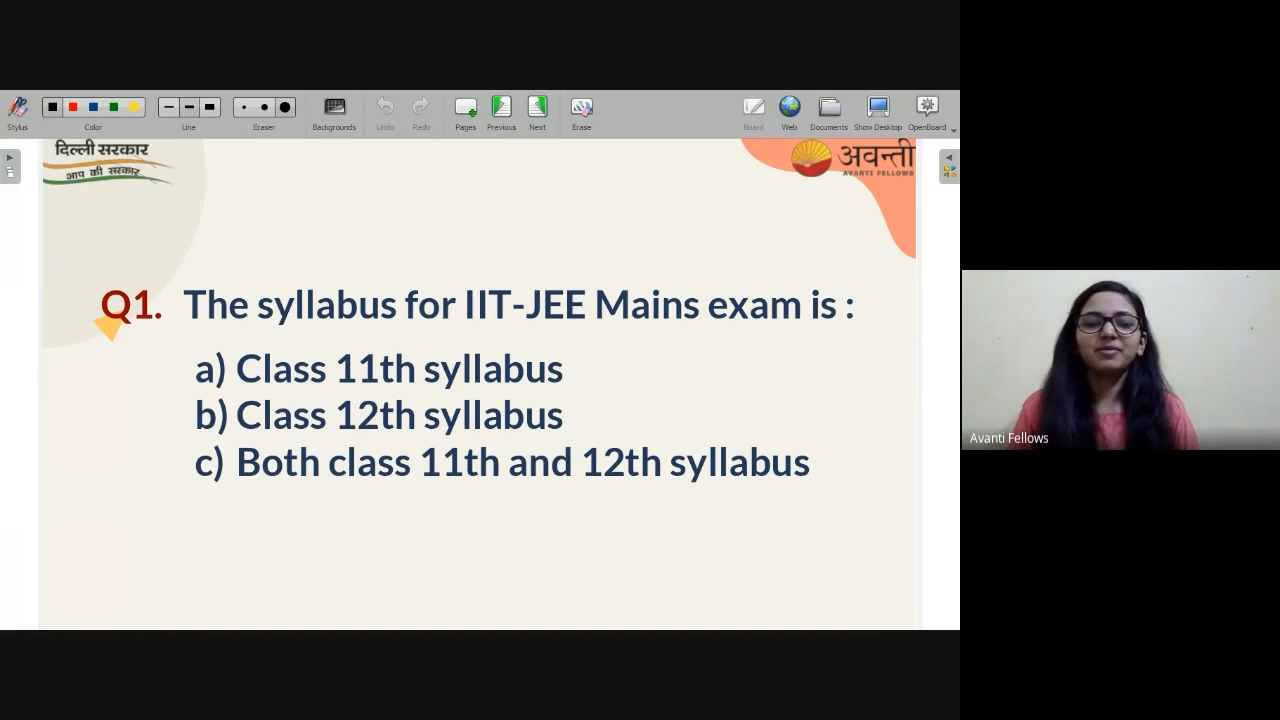 Stylus
Color
Line
Eraser
Backgrounds
Undo
Redo
Pages
Previous
Next
Erase
Board
Web
Documents
Show Desktop
OpenBoard
दिल्ली सरकार
आप की सरकार
अवन्ती
AVANTI FELLOWS
Q1. The syllabus for IIT-JEE Mains exam is :
a) Class 11th syllabus
b) Class 12th syllabus
c) Both class 11th and 12th syllabus
Avanti Fellows